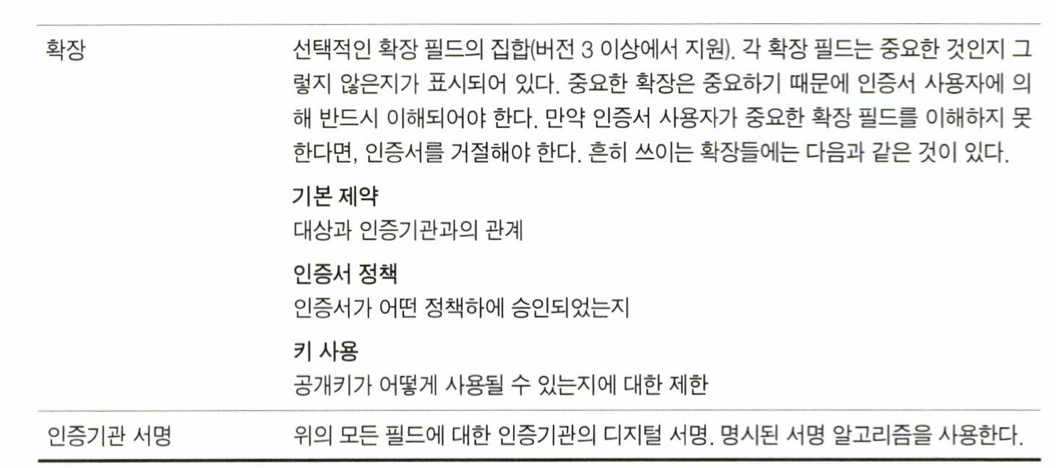 확장
선택적인 확장 필드의 집합(버전 3 이상에서 지원). 각 확장 필드는 중요한 것인지 그
렇지 않은지가 표시되어 있다. 중요한 확장은 중요하기 때문에 인증서 사용자에 의
해 반드시 이해되어야 한다. 만약 인증서 사용자가 중요한 확장 필드를 이해하지 못
한다면, 인증서를 거절해야 한다. 흔히 쓰이는 확장들에는 다음과 같은 것이 있다.
기본 제약
대상과 인증기관과의 관계
인증서 정책
인증서가 어떤 정책하에 승인되었는지
키 사용
공개키가 어떻게 사용될 수 있는지에 대한 제한
인증기관 서명
위의 모든 필드에 대한 인증기관의 디지털 서명. 명시된 서명 알고리즘을 사용한다.